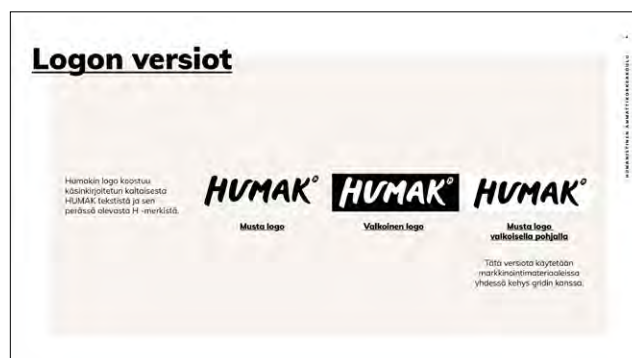 Logon versiot
HUMANISTINEN AMMATTIKORKEAKOULU
Humakin logo koostuu
käsinkirjoitetun kaltaisesta
HUMAK tekstistä ja sen
perässä olevasta H -merkistä.
HUMAK
Musta logo
HUMAK
Valkoinen logo
HUMAK
Musta logo
valkoisella pohjalla
Tätä versiota käytetään
markkinointimateriaaleissa
yhdessä kehys gridin kanssa.